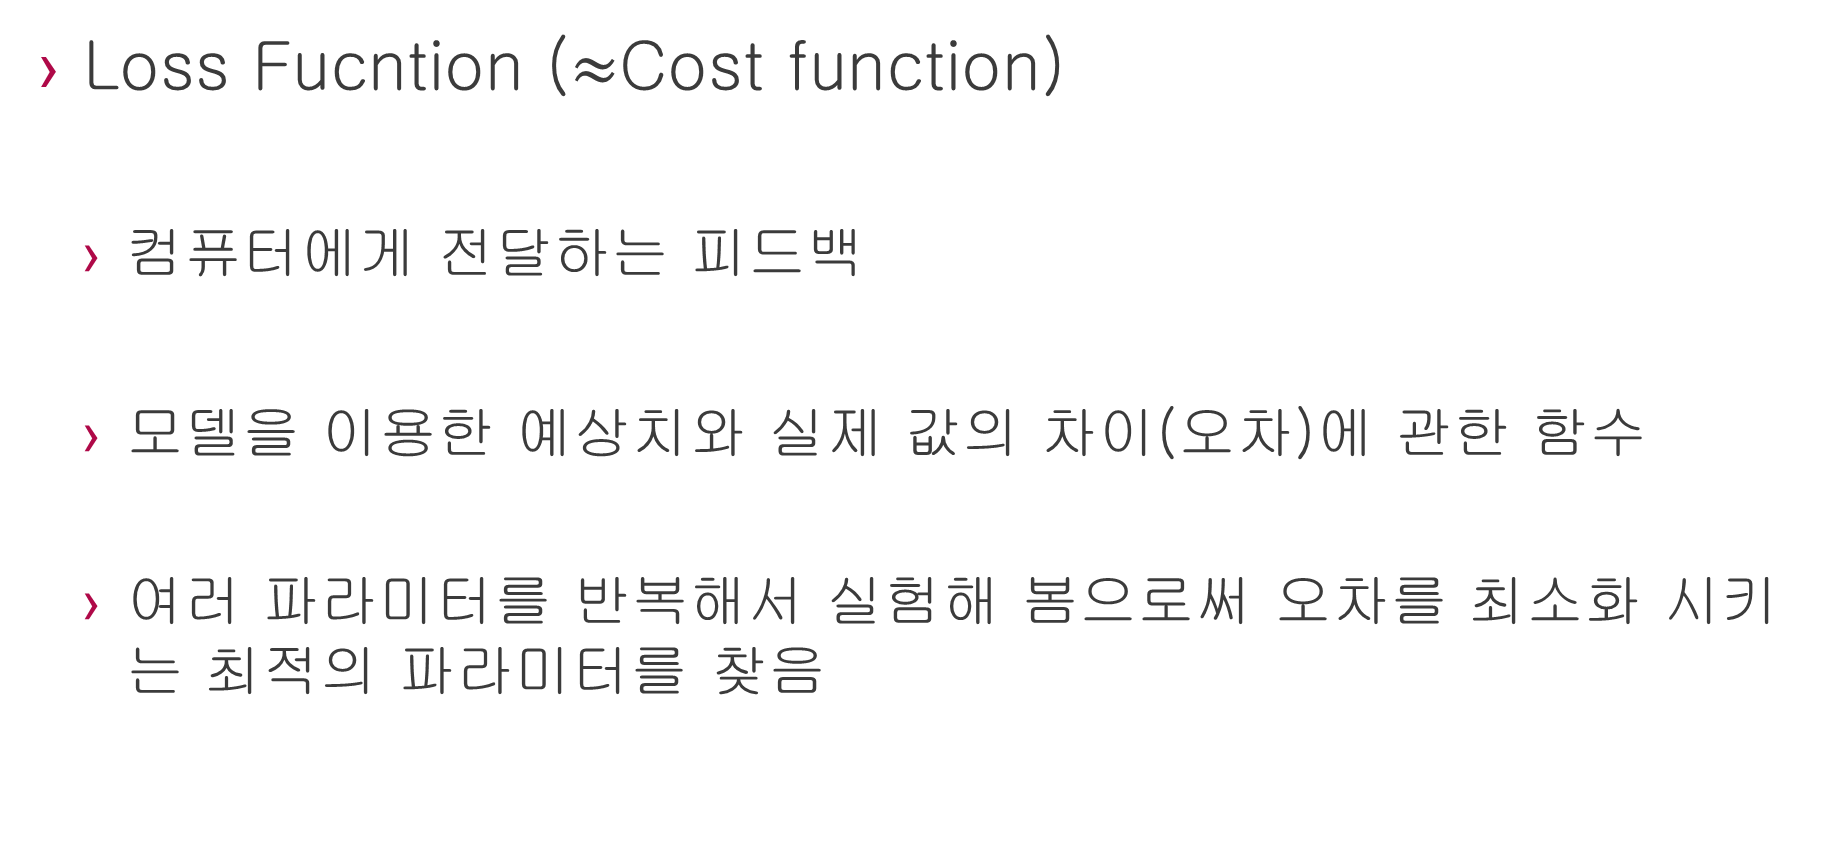 › Loss Fucntion (≈Cost function)
› 컴퓨터에게 전달하는 피드백
› 모델을 이용한 예상치와 실제 값의 차이(오차)에 관한 함수
› 여러 파라미터를 반복해서 실험해 봄으로써 오차를 최소화 시키
는 최적의 파라미터를 찾음